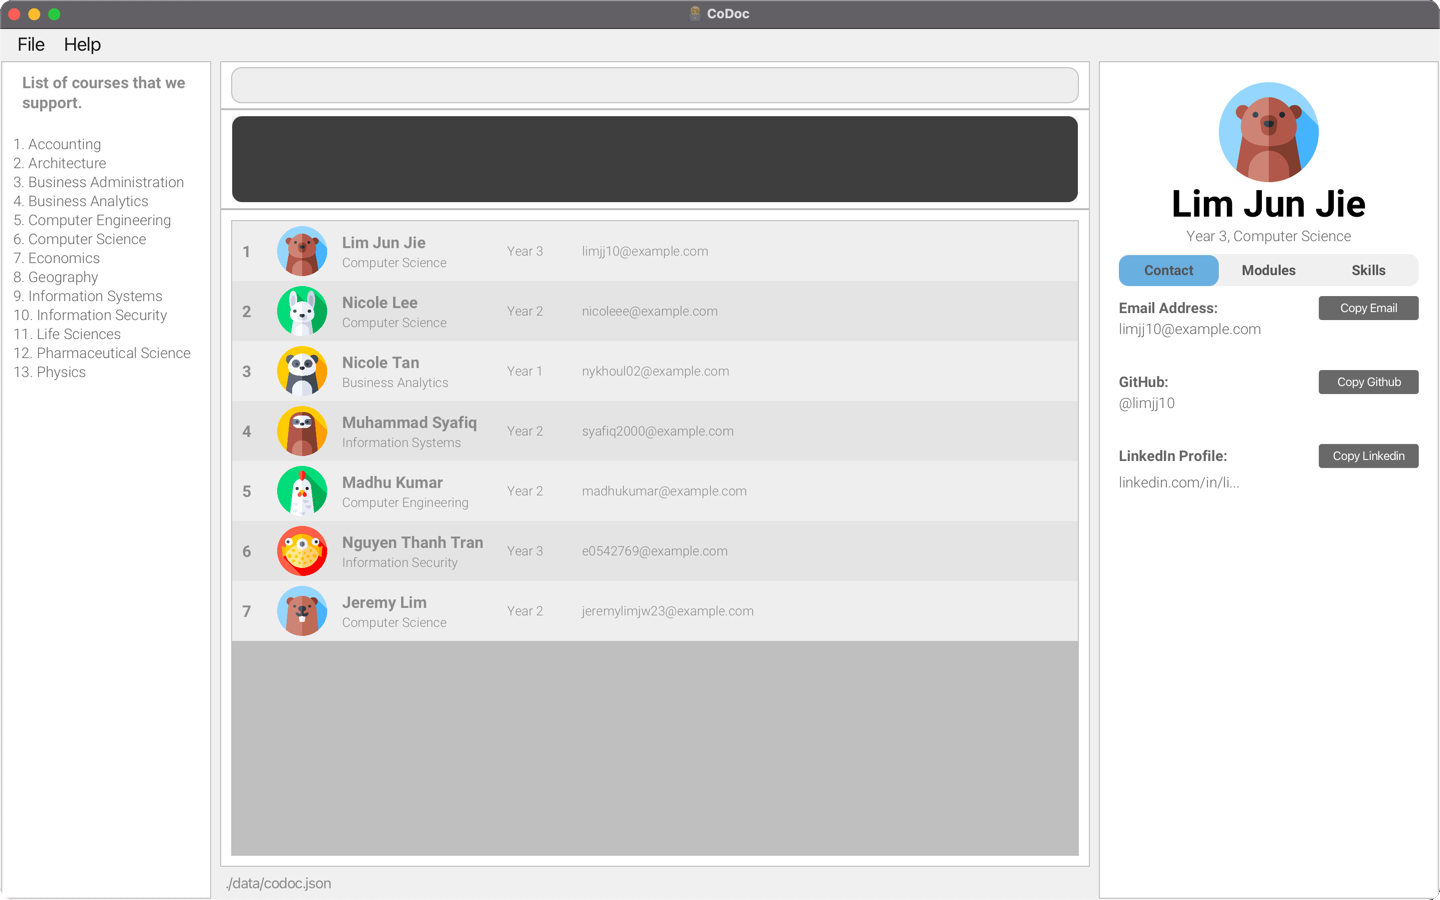 CoDoc
File Help
List of courses that we
support.
1. Accounting
2. Architecture
3. Business Administration
4. Business Analytics
5. Computer Engineering
6. Computer Science
7. Economics
8. Geography
9. Information Systems
10. Information Security
11. Life Sciences
12. Pharmaceutical Science
13. Physics
1 Lim Jun Jie Year 3 limjj10@example.com
Computer Science
2 Nicole Lee Year 2 nicoleee@example.com
Computer Science
3 Nicole Tan Year 1 nykhoul02@example.com
Business Analytics
4 Muhammad Syafiq Year 2 syafiq2000@example.com
Information Systems
5 Madhu Kumar Year 2 madhukumar@example.com
Computer Engineering
6 Nguyen Thanh Tran Year 3 e0542769@example.com
Information Security
7 Jeremy Lim Year 2 jeremylimjw23@example.com
Computer Science
./data/codoc.json
Lim Jun Jie
Year 3, Computer Science
Contact Modules Skills
Email Address: Copy Email
limjj10@example.com
GitHub: Copy Github
@limjj10
LinkedIn Profile: Copy Linkedin
linkedin.com/in/li...